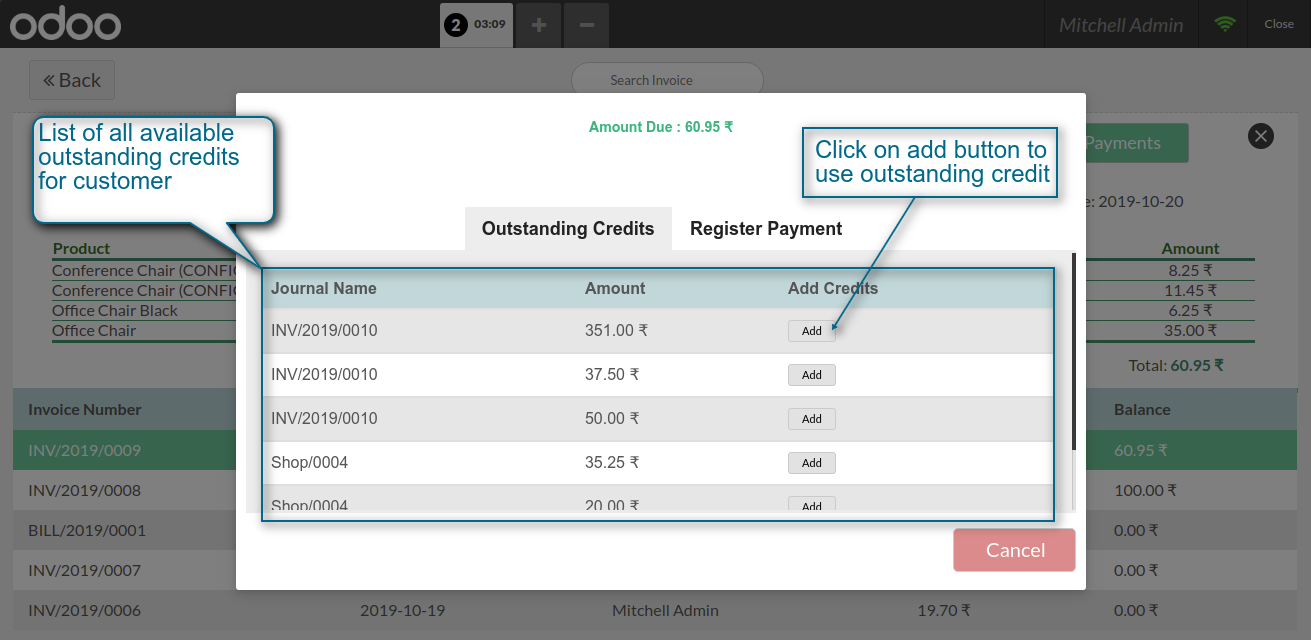 odoo
2 03:09
Mitchell Admin
Close
Back
Search Invoice
Amount Due : 60.95 ₹
List of all available
outstanding credits
for customer
Click on add button to
use outstanding credit
Payments
: 2019-10-20
Outstanding Credits Register Payment
Product Amount
Conference Chair (CONFI 8.25 ₹
Conference Chair (CONFI 11.45 ₹
Office Chair Black 6.25 ₹
Office Chair 35.00 ₹
Total: 60.95 ₹
Journal Name Amount Add Credits
INV/2019/0010 351.00 ₹ Add
INV/2019/0010 37.50 ₹ Add
INV/2019/0010 50.00 ₹ Add
Shop/0004 35.25 ₹ Add
Shop/0004 20.00 ₹ Add
Cancel
Invoice Number Balance
INV/2019/0009 60.95 ₹
INV/2019/0008 100.00 ₹
BILL/2019/0001 0.00 ₹
INV/2019/0007 0.00 ₹
INV/2019/0006 2019-10-19 Mitchell Admin 19.70 ₹ 0.00 ₹